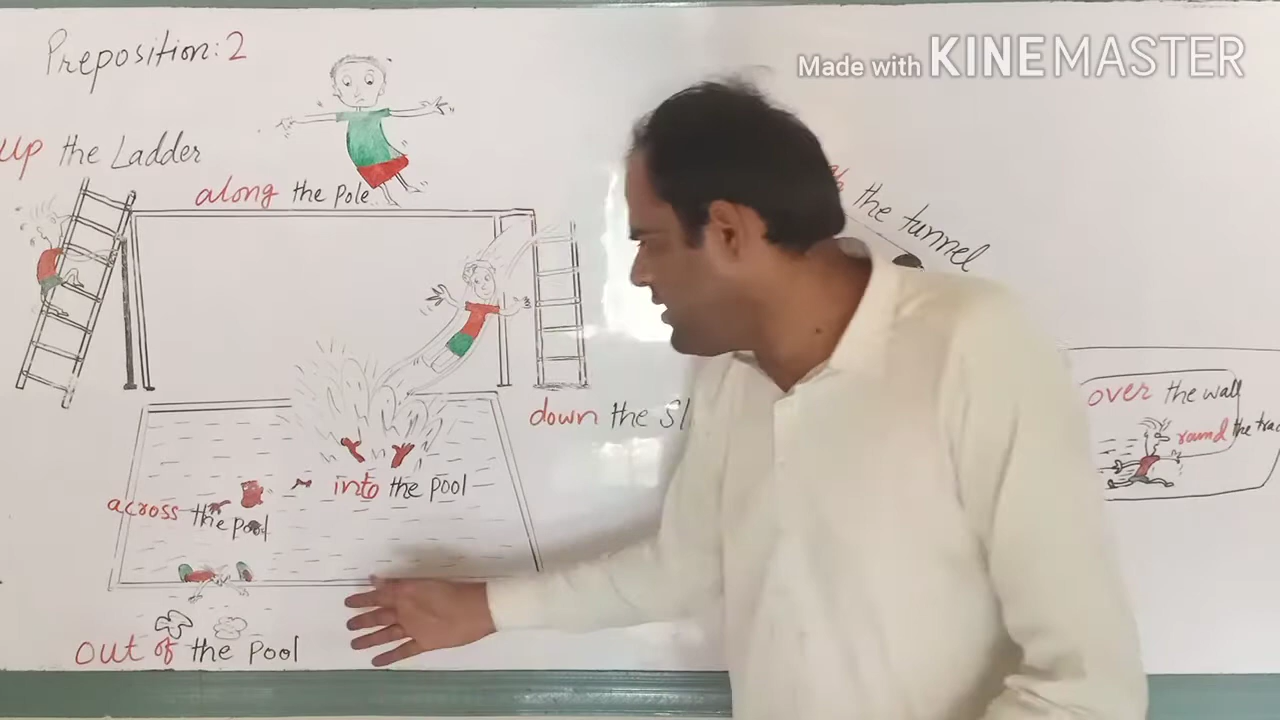 Preposition: 2
Made with KINEMASTER
up the Ladder
along the pole
the tunnel
down the
over the wall
round the
into the pool
across the pool
out of the pool